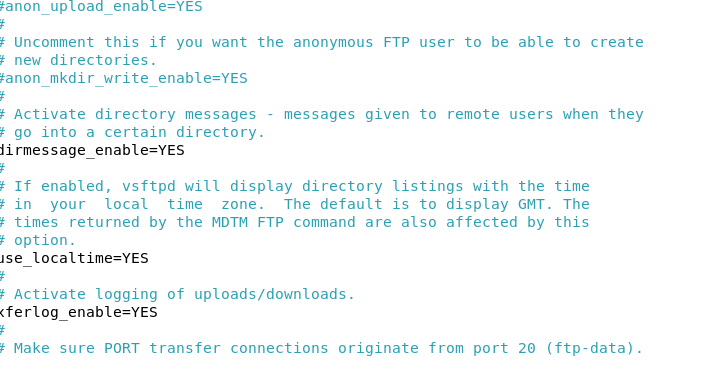 #anon_upload_enable=YES
#
# Uncomment this if you want the anonymous FTP user to be able to create
# new directories.
#anon_mkdir_write_enable=YES
#
# Activate directory messages - messages given to remote users when they
# go into a certain directory.
dirmessage_enable=YES
#
# If enabled, vsftpd will display directory listings with the time
# in  your  local  time  zone.  The default is to display GMT. The
# times returned by the MDTM FTP command are also affected by this
# option.
use_localtime=YES
#
# Activate logging of uploads/downloads.
xferlog_enable=YES
#
# Make sure PORT transfer connections originate from port 20 (ftp-data).